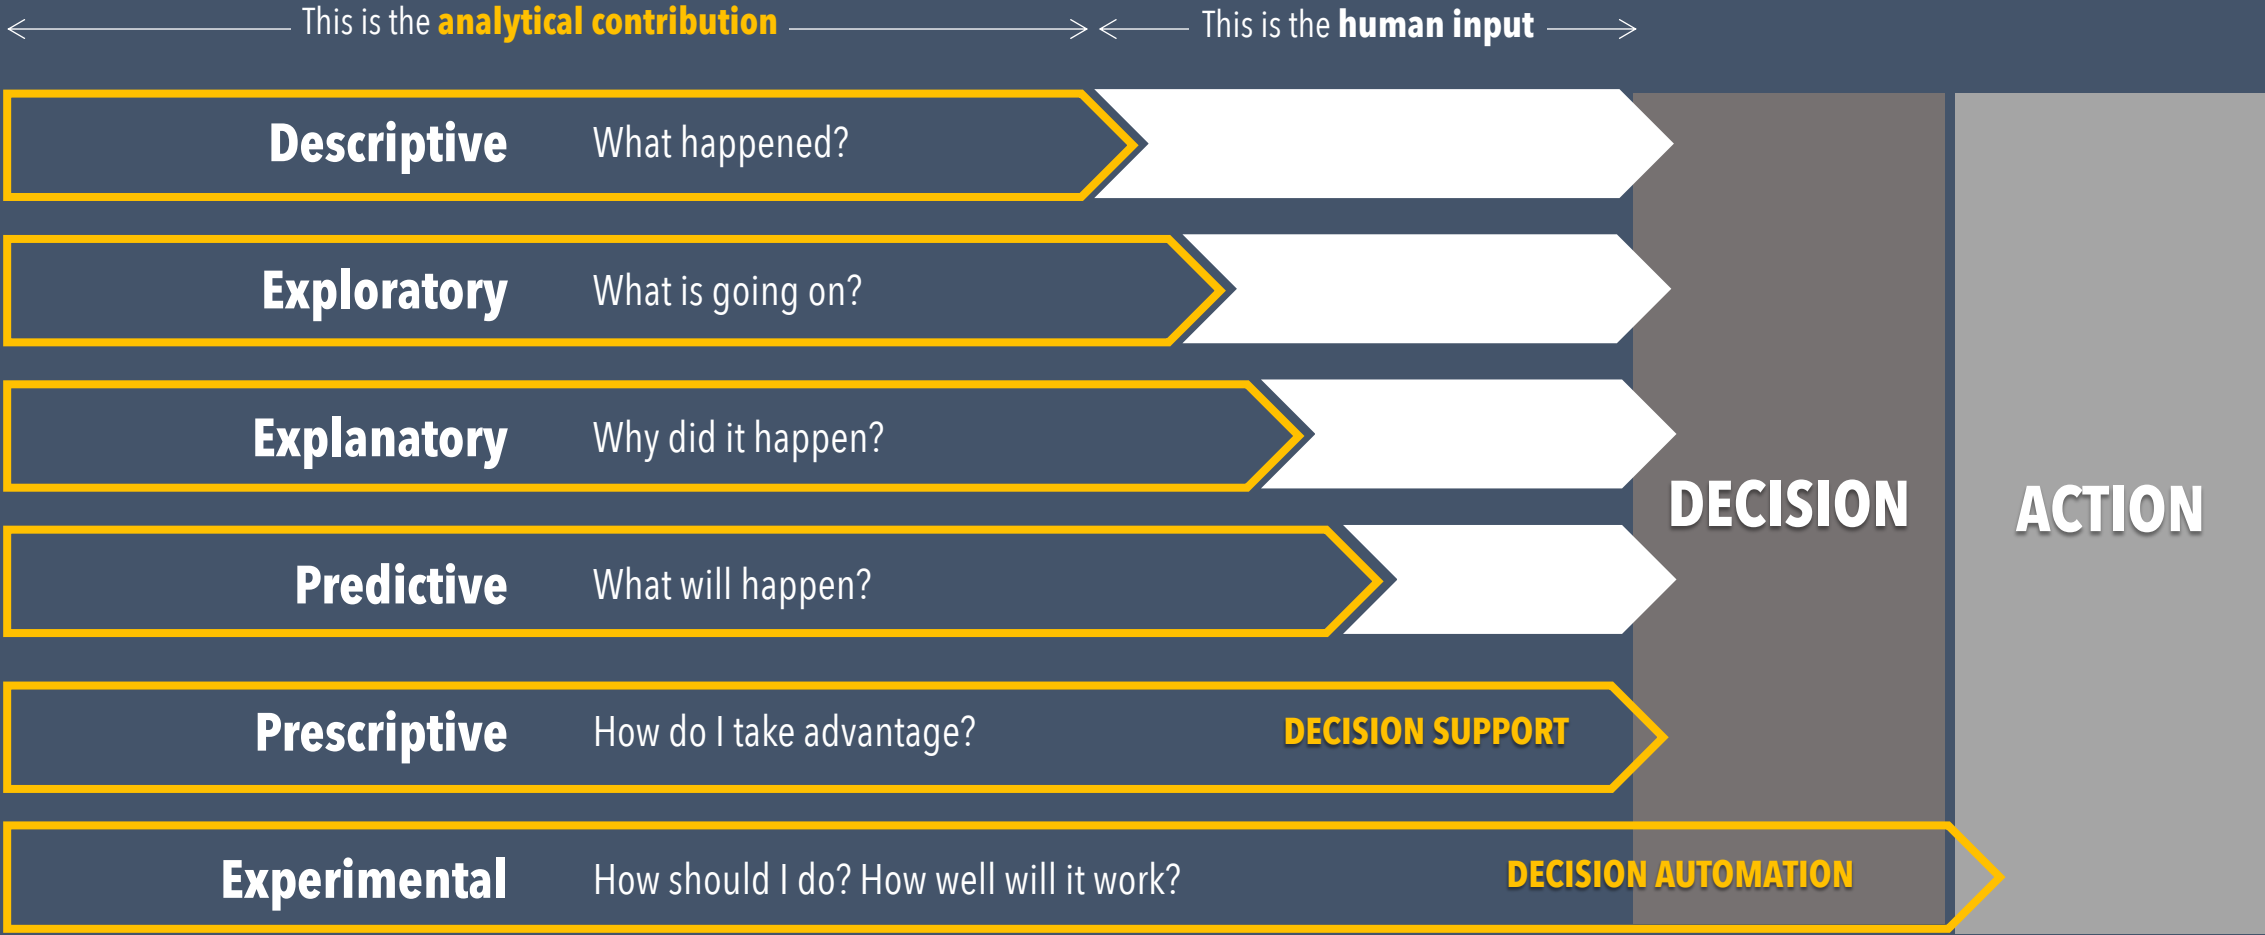 This is the analytical contribution
This is the human input
Descriptive What happened?
Exploratory What is going on?
Explanatory Why did it happen?
DECISION
ACTION
Predictive What will happen?
Prescriptive How do I take advantage? DECISION SUPPORT
Experimental How should I do? How well will it work? DECISION AUTOMATION